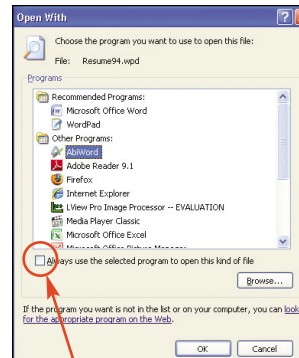 Open With
Choose the program you want to use to open this file:
File: Resume94.wpd
Programs
Recommended Programs:
Microsoft Office Word
WordPad
Other Programs:
AbiWord
Adobe Reader 9.1
Firefox
Internet Explorer
LView Pro Image Processor -- EVALUATION
Media Player Classic
Microsoft Office Excel
Microsoft Office Picture Manager
Always use the selected program to open this kind of file
Browse...
If the program you want is not in the list or on your computer, you can look
for the appropriate program on the Web.
OK
Cancel